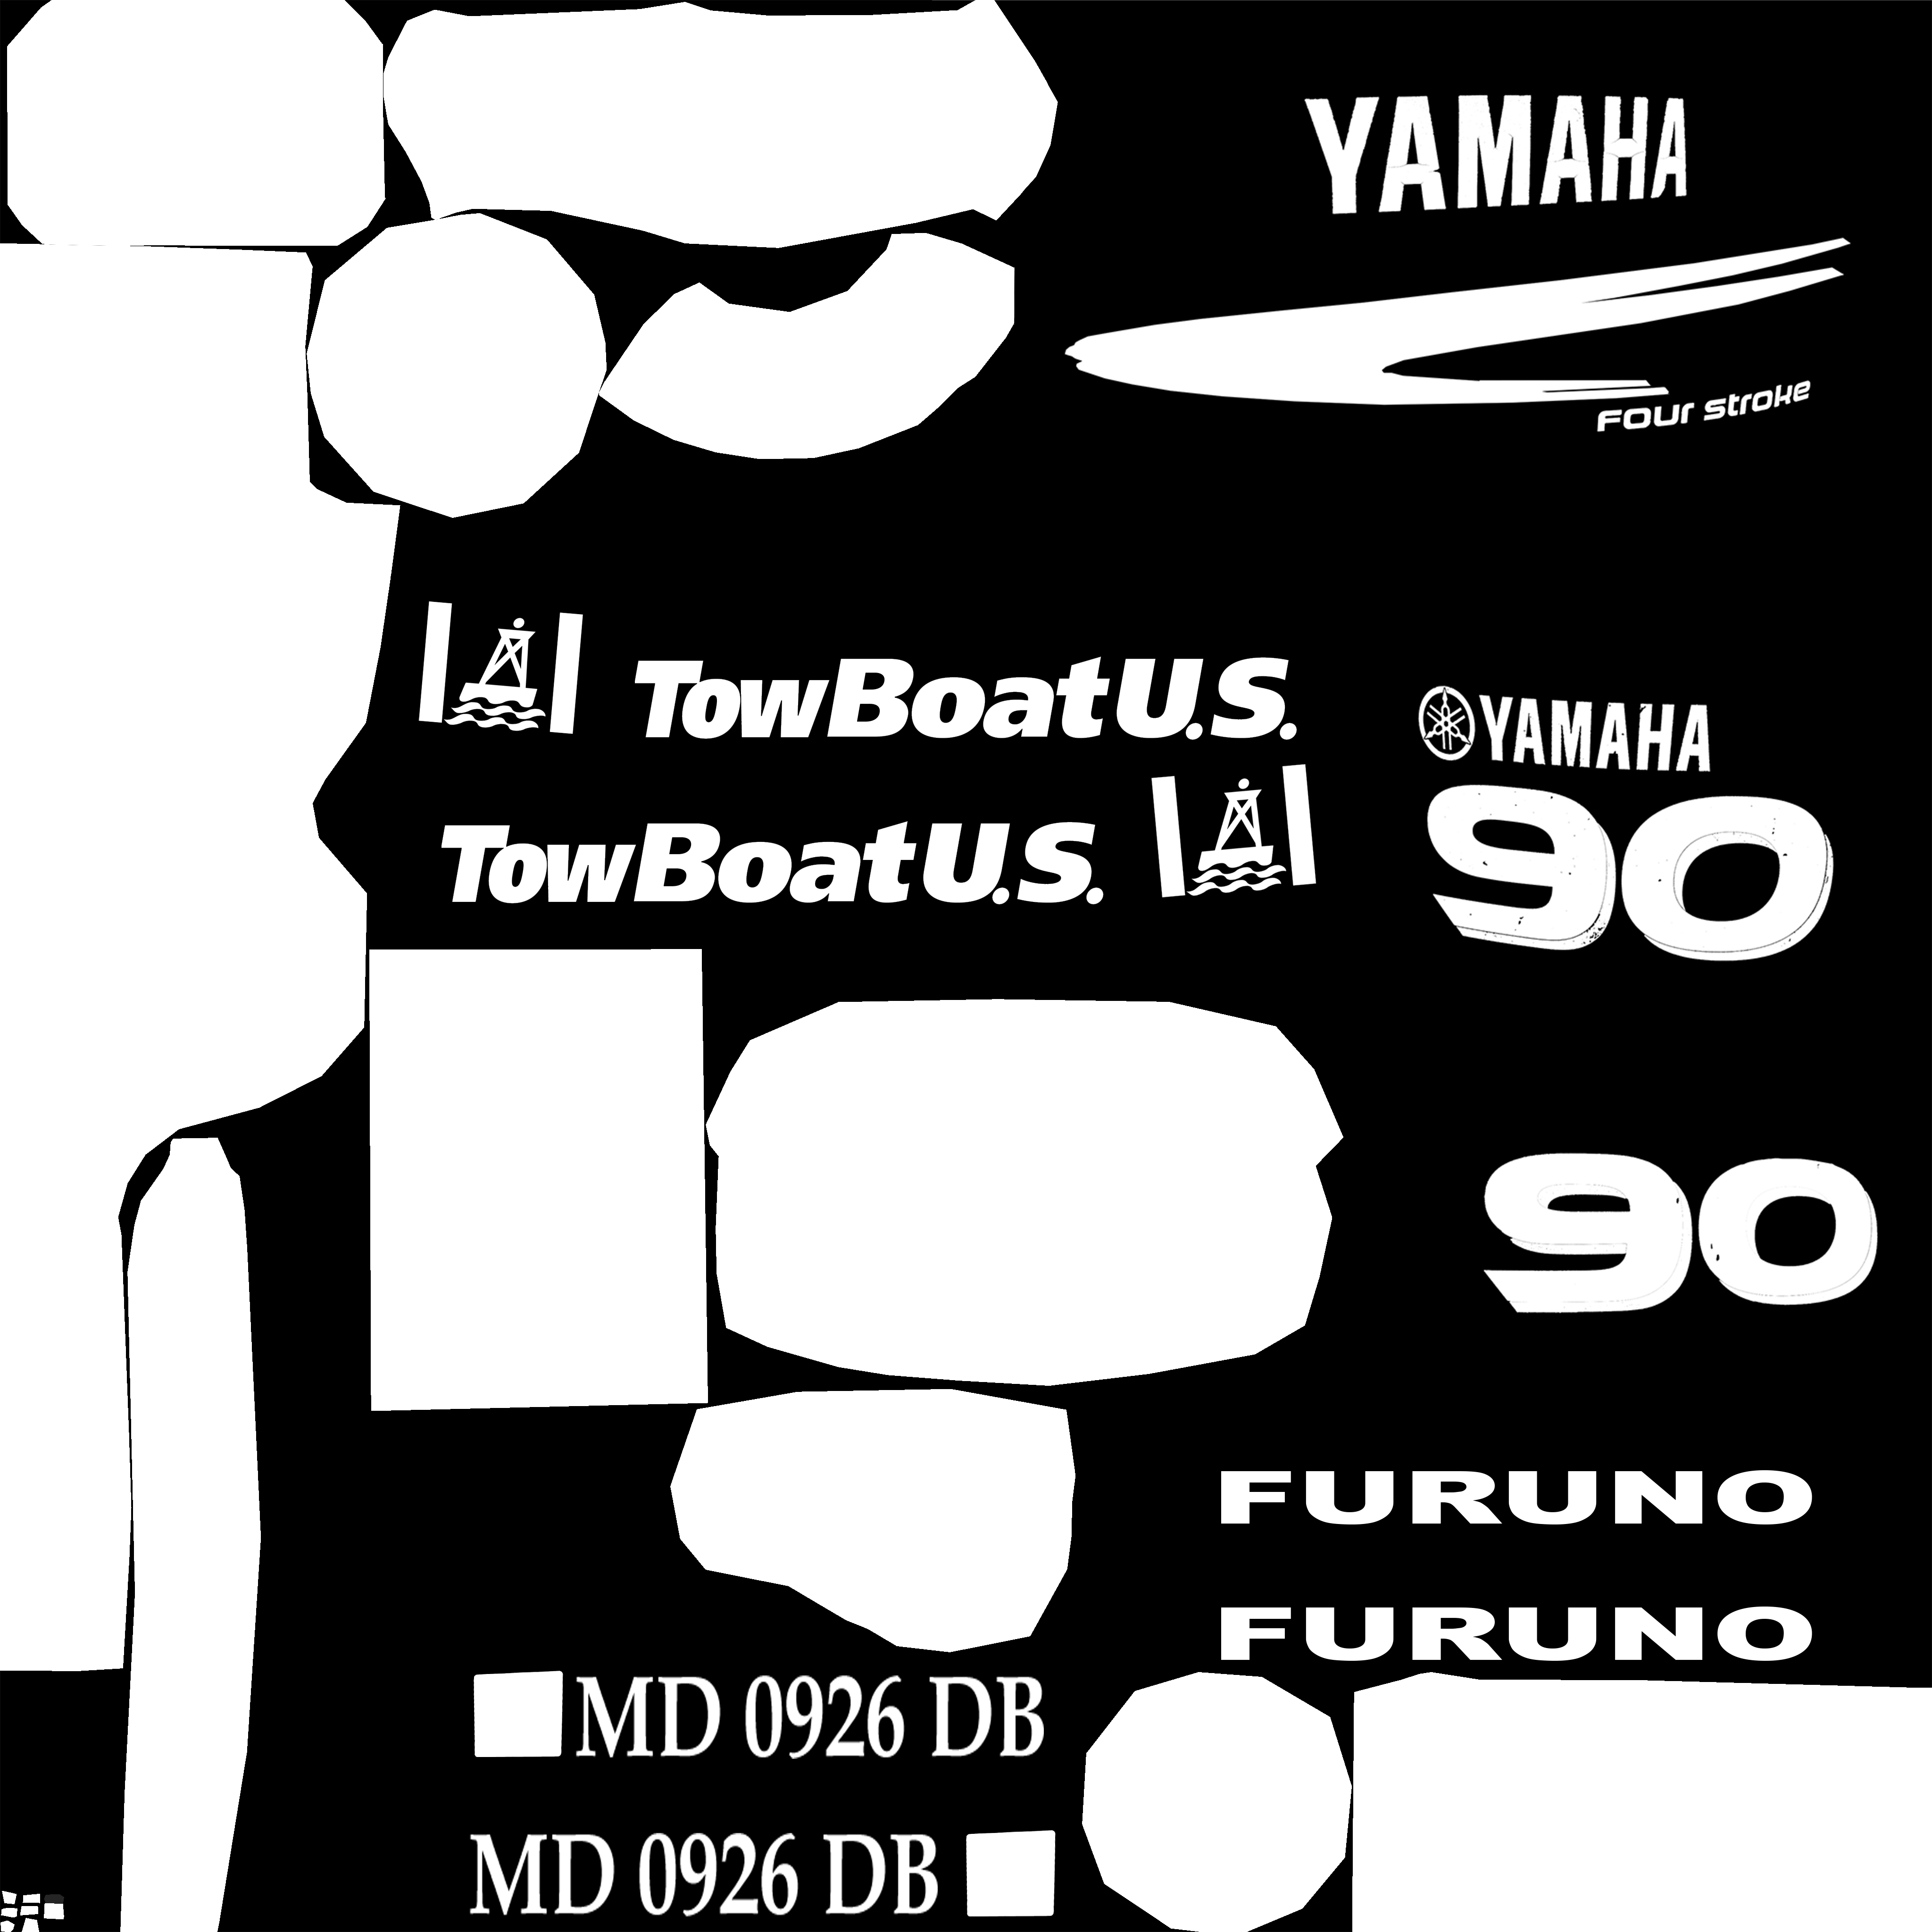 YAMAHA
Four stroke
TowBoatU.S.
YAMAHA
90
TowBoatU.S.
90
FURUNO
FURUNO
MD 0926 DB
MD 0926 DB